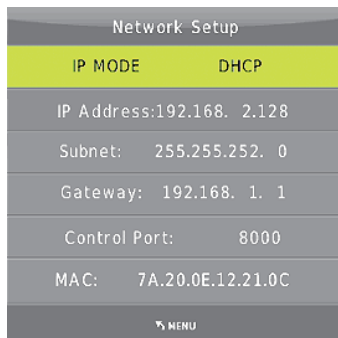 Network Setup
IP MODE DHCP
IP Address:192.168. 2.128
Subnet: 255.255.252. 0
Gateway: 192.168. 1. 1
Control Port: 8000
MAC: 7A.20.0E.12.21.0C
MENU